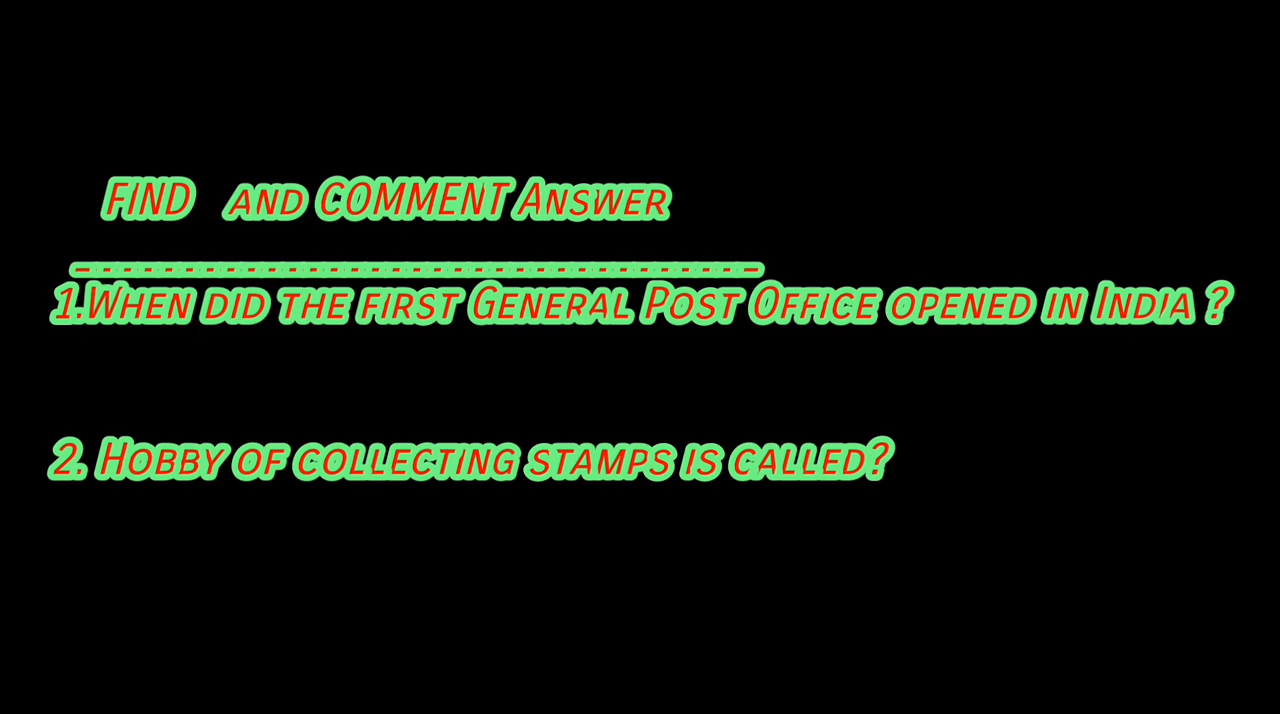 FIND and COMMENT Answer
----------------------------------
1.When did the first General Post Office opened in India ?
2. Hobby of collecting stamps is called?